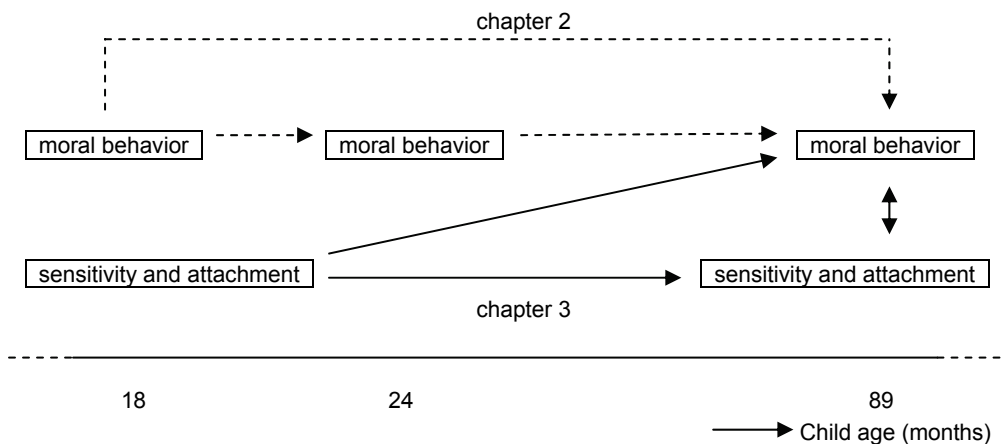 chapter 2
moral behavior moral behavior moral behavior
sensitivity and attachment sensitivity and attachment
chapter 3
18 24 89
Child age (months)